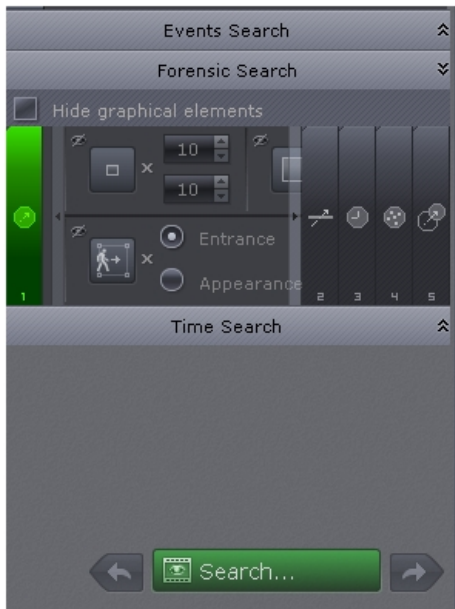 Events Search
Forensic Search
Hide graphical elements
10
10
Entrance
Appearance
1 2 3 4 5
Time Search
Search...